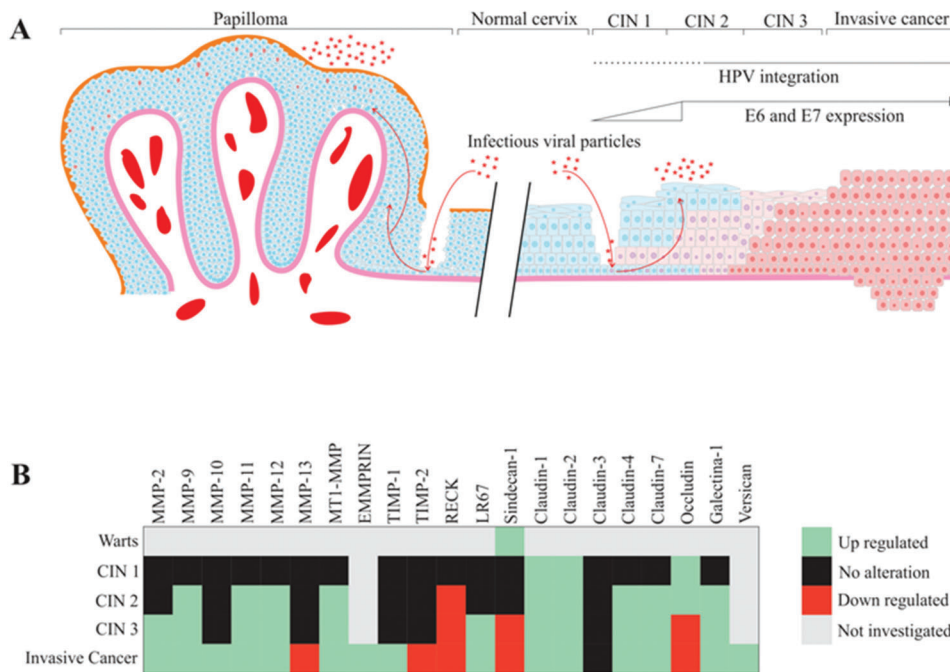 A
Papilloma
Normal cervix
CIN 1
CIN 2
CIN 3
Invasive cancer
HPV integration
E6 and E7 expression
Infectious viral particles
B
MMP-2
MMP-9
MMP-10
MMP-11
MMP-12
MMP-13
MT1-MMP
EMMPRIN
TIMP-1
TIMP-2
RECK
LR67
Sindecan-1
Claudin-1
Claudin-2
Claudin-3
Claudin-4
Claudin-7
Occludin
Galectina-1
Versican
Warts
CIN 1
CIN 2
CIN 3
Invasive Cancer
Up regulated
No alteration
Down regulated
Not investigated